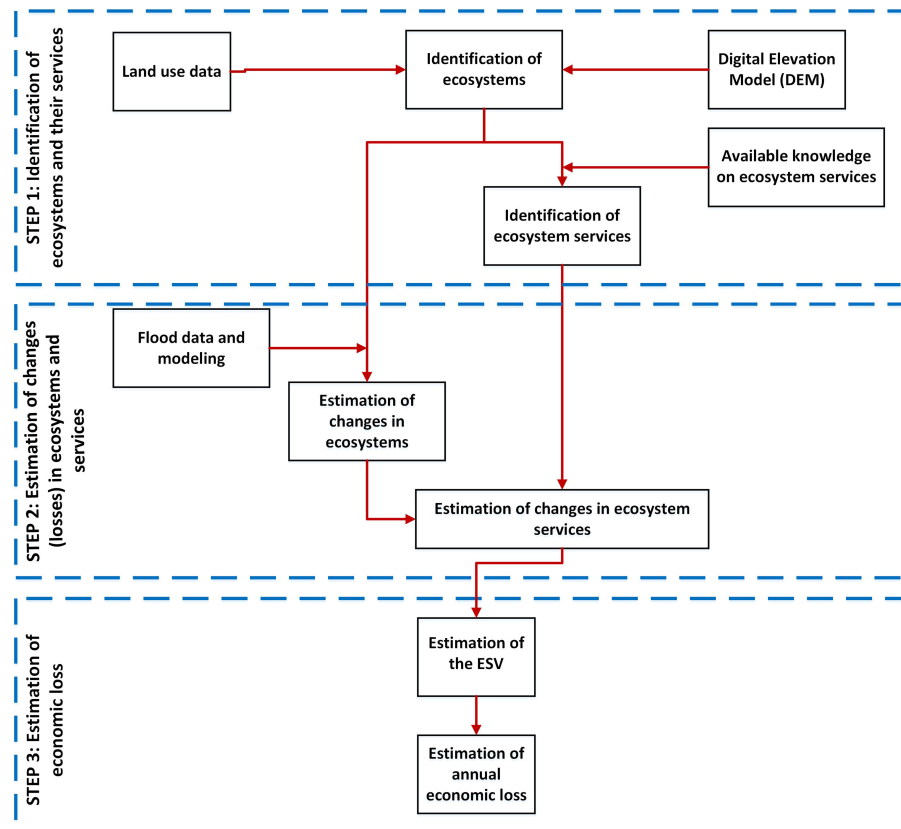 STEP 1: Identification of
ecosystems and their services
Land use data
Identification of
ecosystems
Digital Elevation
Model (DEM)
Available knowledge
on ecosystem services
Identification of
ecosystem services
STEP 2: Estimation of changes
(losses) in ecosystems and
services
Flood data and
modeling
Estimation of
changes in
ecosystems
Estimation of changes in ecosystem
services
STEP 3: Estimation of
economic loss
Estimation of
the ESV
Estimation of
annual
economic loss